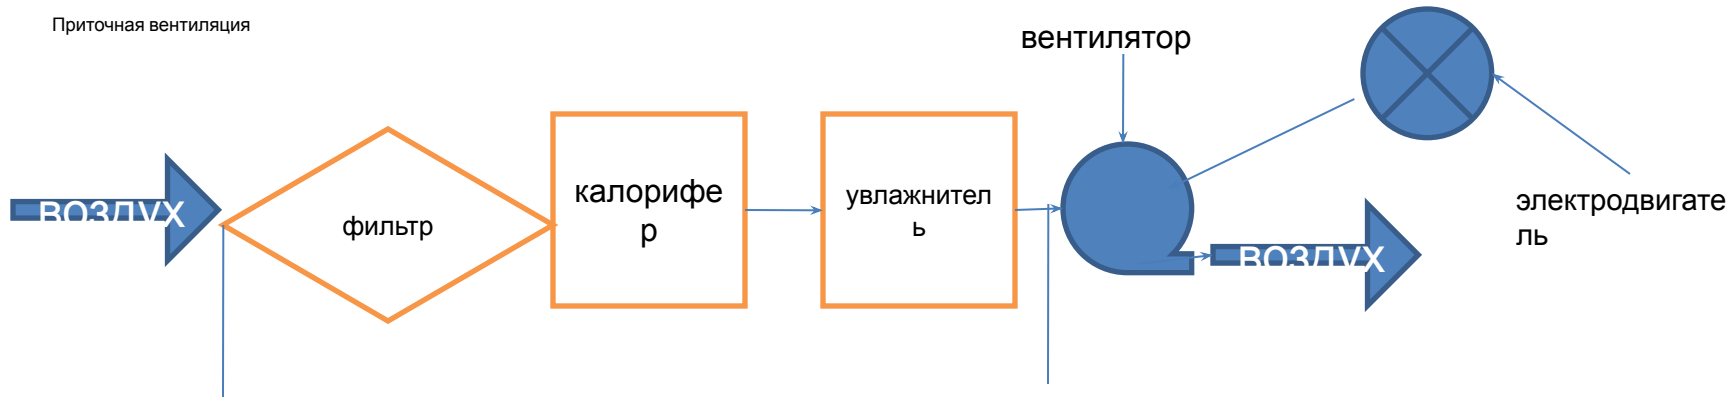 Приточная вентиляция
вентилятор
воздух
фильтр
калорифе
р
увлажнител
ь
электродвигате
ль
воздух